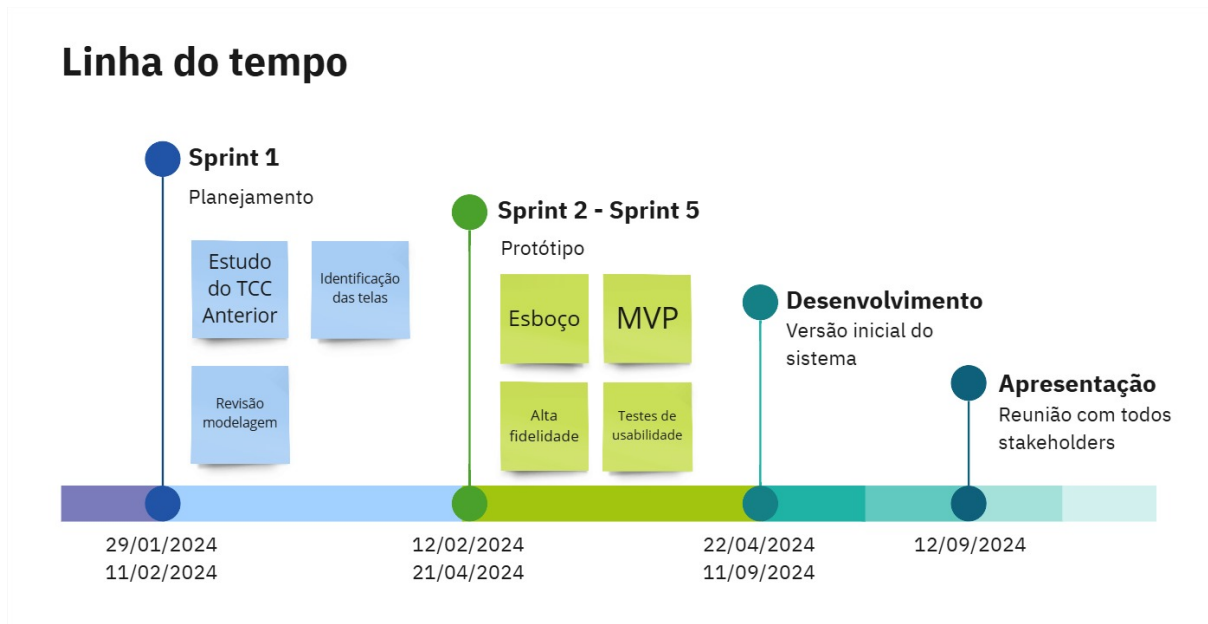 Linha do tempo
Sprint 1
Planejamento
Estudo
do TCC
Anterior
Identificação
das telas
Revisão
modelagem
Sprint 2 - Sprint 5
Protótipo
Esboço
MVP
Alta
fidelidade
Testes de
usabilidade
Desenvolvimento
Versão inicial do
sistema
Apresentação
Reunião com todos
stakeholders
29/01/2024
11/02/2024
12/02/2024
21/04/2024
22/04/2024
11/09/2024
12/09/2024